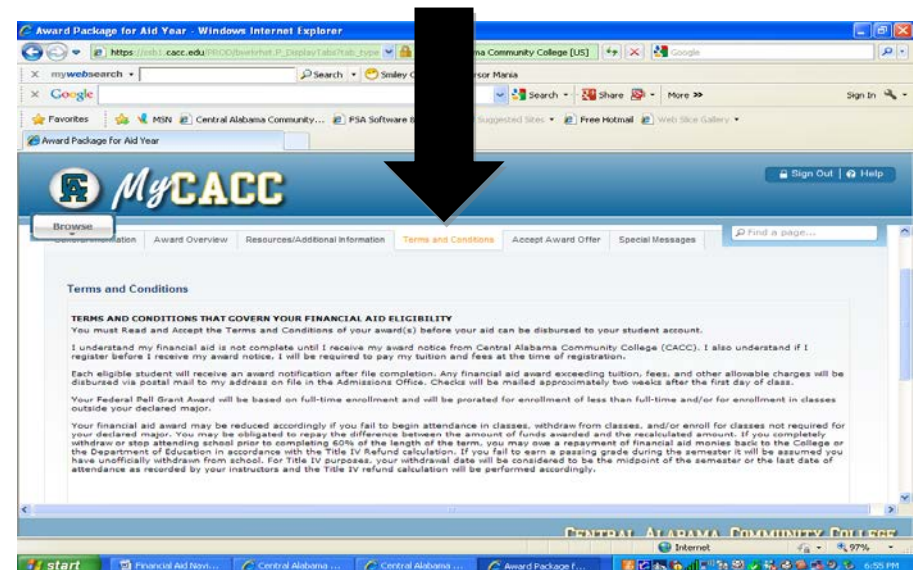 Award Package for Aid Year - Windows Internet Explorer
https:// cacc.edu/PROD/ ma Community College [US] Google
mywebsearch Search Smiley rsor Mania
Google Search Share More Sign In
Favorites MSN Central Alabama Community... FSA Software Suggested Sites Free Hotmail Web Slice Gallery
Award Package for Aid Year
MyCACC
Sign Out | Help
Browse
Find a page...
Award Overview Resources/Additional Information Terms and Conditions Accept Award Offer Special Messages
Terms and Conditions
TERMS AND CONDITIONS THAT GOVERN YOUR FINANCIAL AID ELIGIBILITY
You must Read and Accept the Terms and Conditions of your award(s) before your aid can be disbursed to your student account.
I understand my financial aid is not complete until I receive my award notice from Central Alabama Community College (CACC). I also understand if I
register before I receive my award notice, I will be required to pay my tuition and fees at the time of registration.
Each eligible student will receive an award notification after file completion. Any financial aid award exceeding tuition, fees, and other allowable charges will be
disbursed via postal mail to my address on file in the Admissions Office. Checks will be mailed approximately two weeks after the first day of class.
Your Federal Pell Grant Award will be based on full-time enrollment and will be prorated for enrollment of less than full-time and/or for enrollment in classes
outside your declared major.
Your financial aid award may be reduced accordingly if you fail to begin attendance in classes, withdraw from classes, and/or enroll for classes not required for
your declared major. You may be obligated to repay the difference between the amount of funds awarded and the recalculated amount. If you completely
withdraw or stop attending school prior to completing 60% of the length of the term, you may owe a repayment of financial aid monies back to the College or
the Department of Education in accordance with the Title IV Refund calculation. If you fail to earn a passing grade during the semester it will be assumed you
have unofficially withdrawn from school. For Title IV purposes, your withdrawal date will be considered to be the midpoint of the semester or the last date of
attendance as recorded by your instructors and the Title IV refund calculation will be performed accordingly.
CENTRAL ALABAMA COMMUNITY COLLEGE
Internet 97%
start Financial Aid Navi... Central Alabama ... Central Alabama ... Award Package f... 6:55 PM